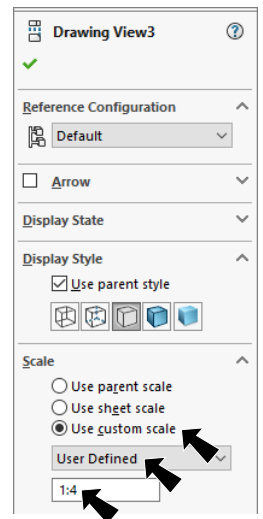 Drawing View3
Reference Configuration
Default
Arrow
Display State
Display Style
Use parent style
Scale
Use parent scale
Use sheet scale
Use custom scale
User Defined
1:4